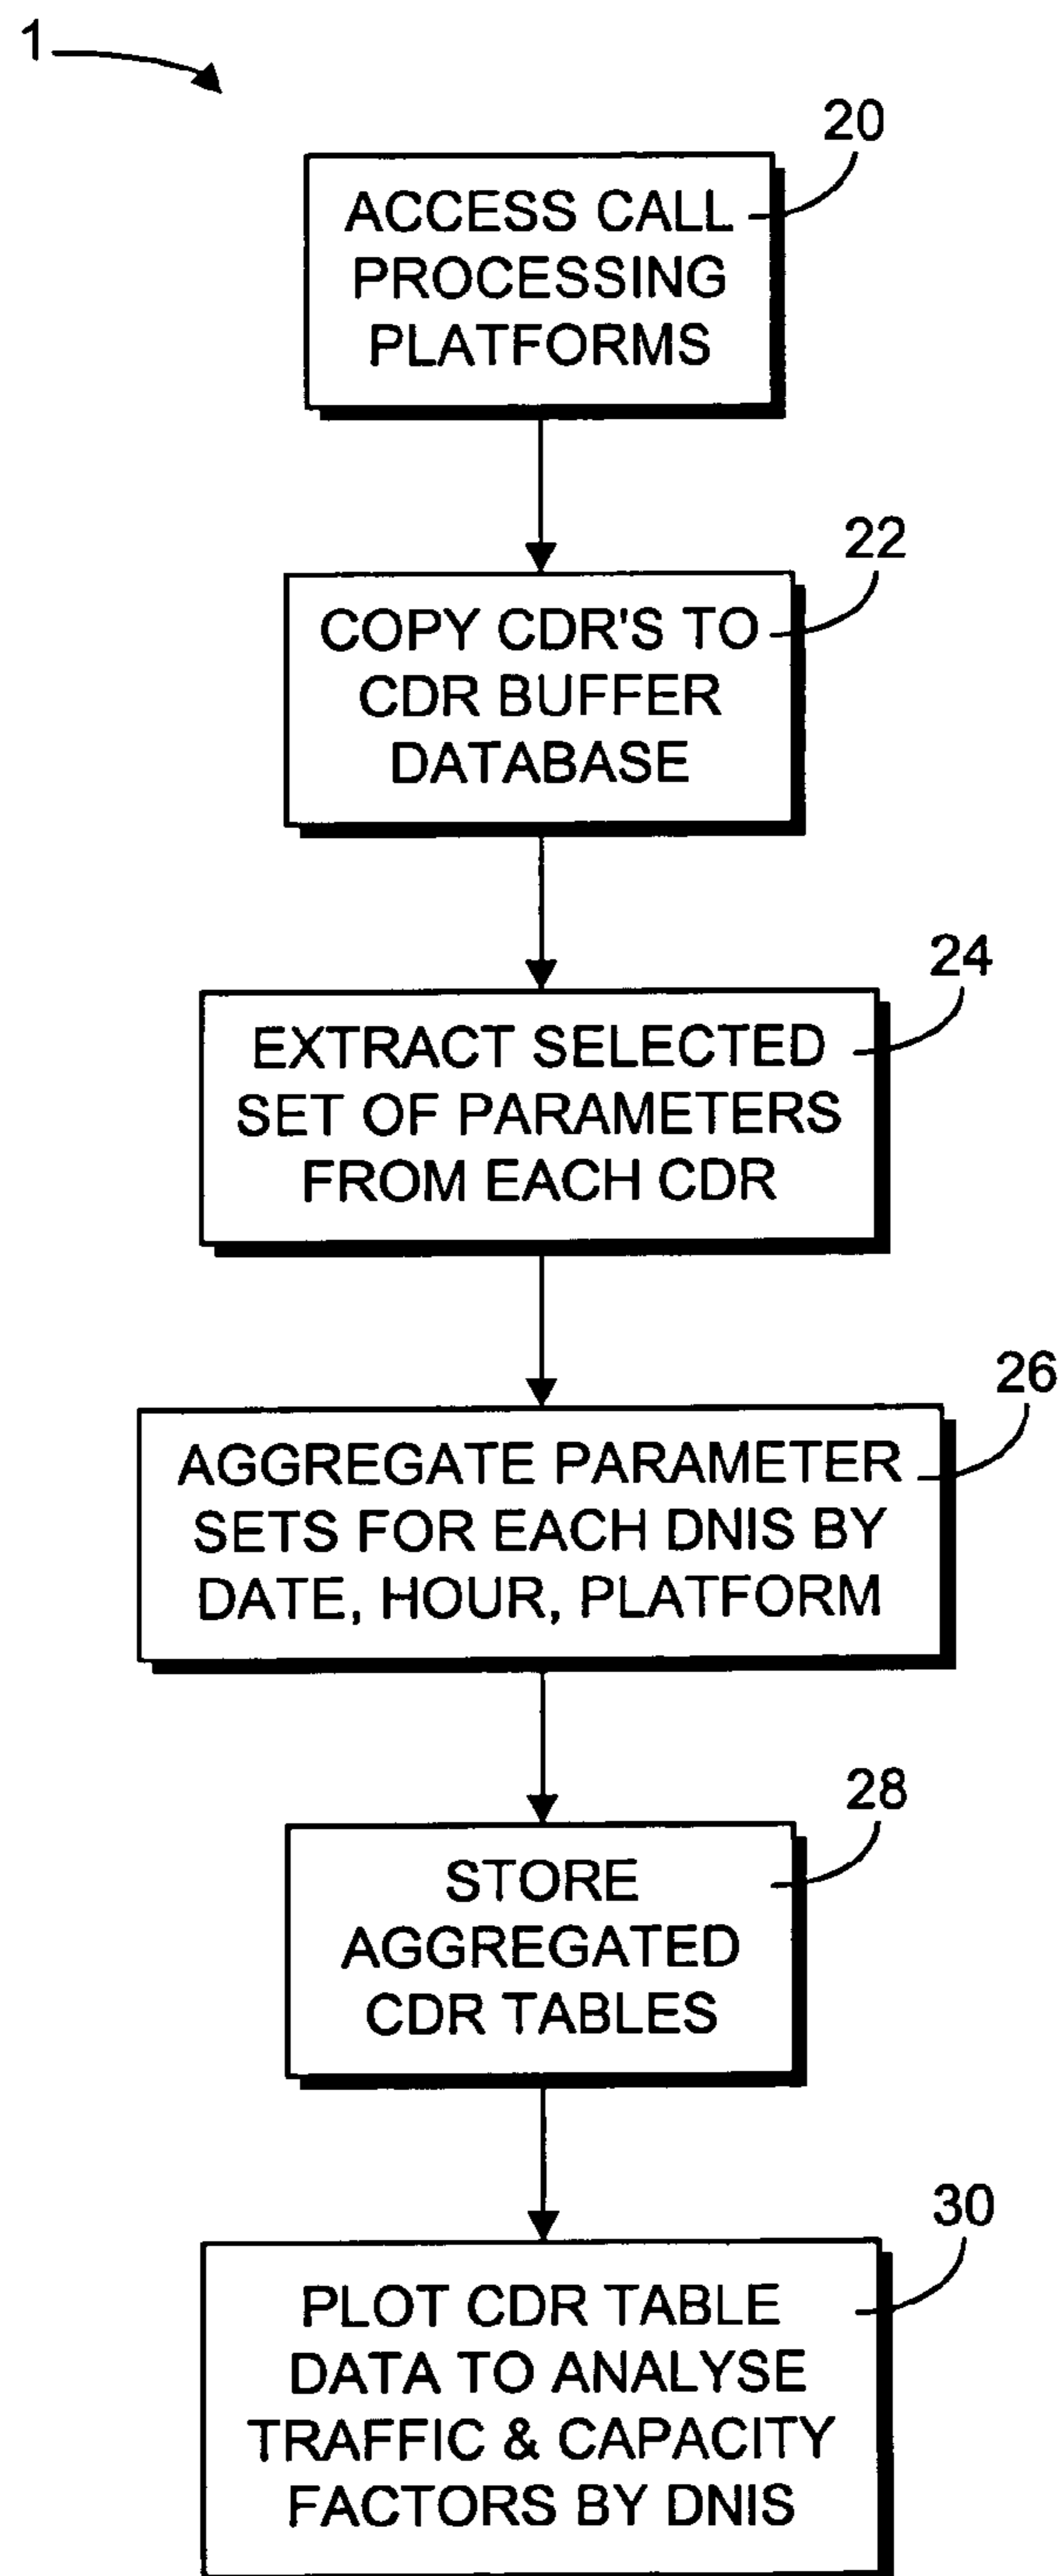 1
20
ACCESS CALL
PROCESSING
PLATFORMS
22
COPY CDR'S TO
CDR BUFFER
DATABASE
24
EXTRACT SELECTED
SET OF PARAMETERS
FROM EACH CDR
26
AGGREGATE PARAMETER
SETS FOR EACH DNIS BY
DATE, HOUR, PLATFORM
28
STORE
AGGREGATED
CDR TABLES
30
PLOT CDR TABLE
DATA TO ANALYSE
TRAFFIC & CAPACITY
FACTORS BY DNIS